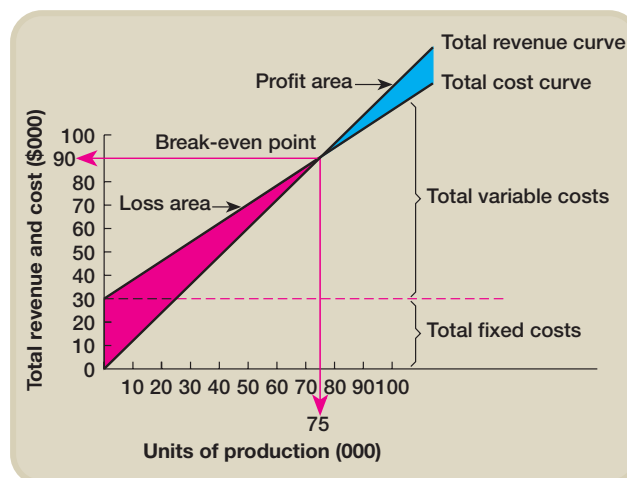 Total revenue curve
Profit area
Total cost curve
Total revenue and cost ($000)
100
Break-even point
90
80
70
Loss area
Total variable costs
60
50
40
30
20
Total fixed costs
10
0
10 20 30 40 50 60 70 80 90 100
75
Units of production (000)